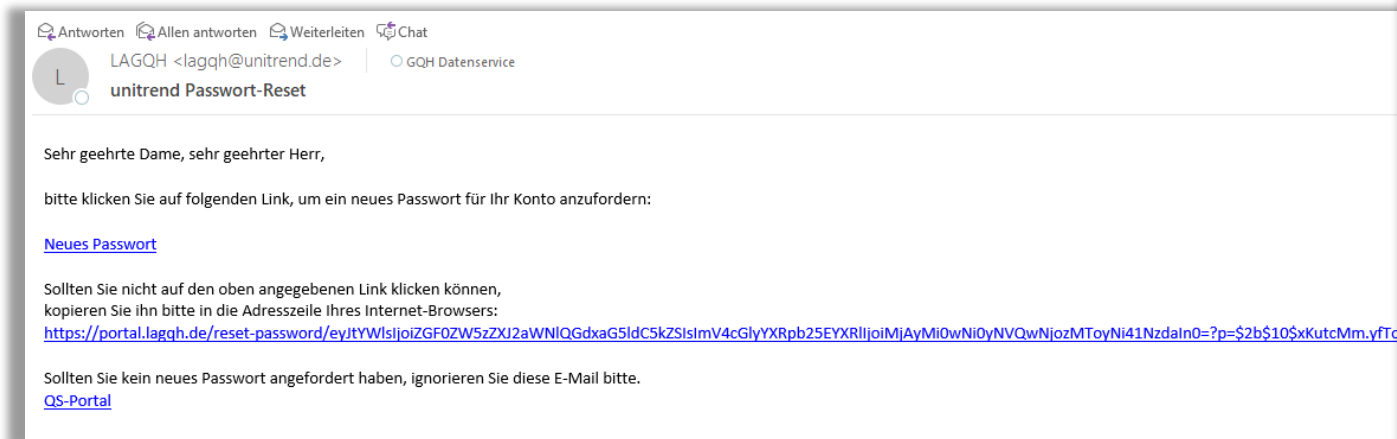 Antworten Allen antworten Weiterleiten Chat
LAGQH <lagqh@unitrend.de> GQH Datenservice
L
unitrend Passwort-Reset
Sehr geehrte Dame, sehr geehrter Herr,
bitte klicken Sie auf folgenden Link, um ein neues Passwort für Ihr Konto anzufordern:
Neues Passwort
Sollten Sie nicht auf den oben angegebenen Link klicken können,
kopieren Sie ihn bitte in die Adresszeile Ihres Internet-Browsers:
https://portal.lagqh.de/reset-password/eyJtYWlsIjoiZGF0ZW5zZXJ2aWNlQGdxaG5ldC5kZSIsImV4cGlyYXRpb25EYXRlIjoiMjAyMi0wNi0yNVQwNjozMToyNi41NzdaIn0=?p=$2b$10$xKutcMm.yfTc
Sollten Sie kein neues Passwort angefordert haben, ignorieren Sie diese E-Mail bitte.
QS-Portal